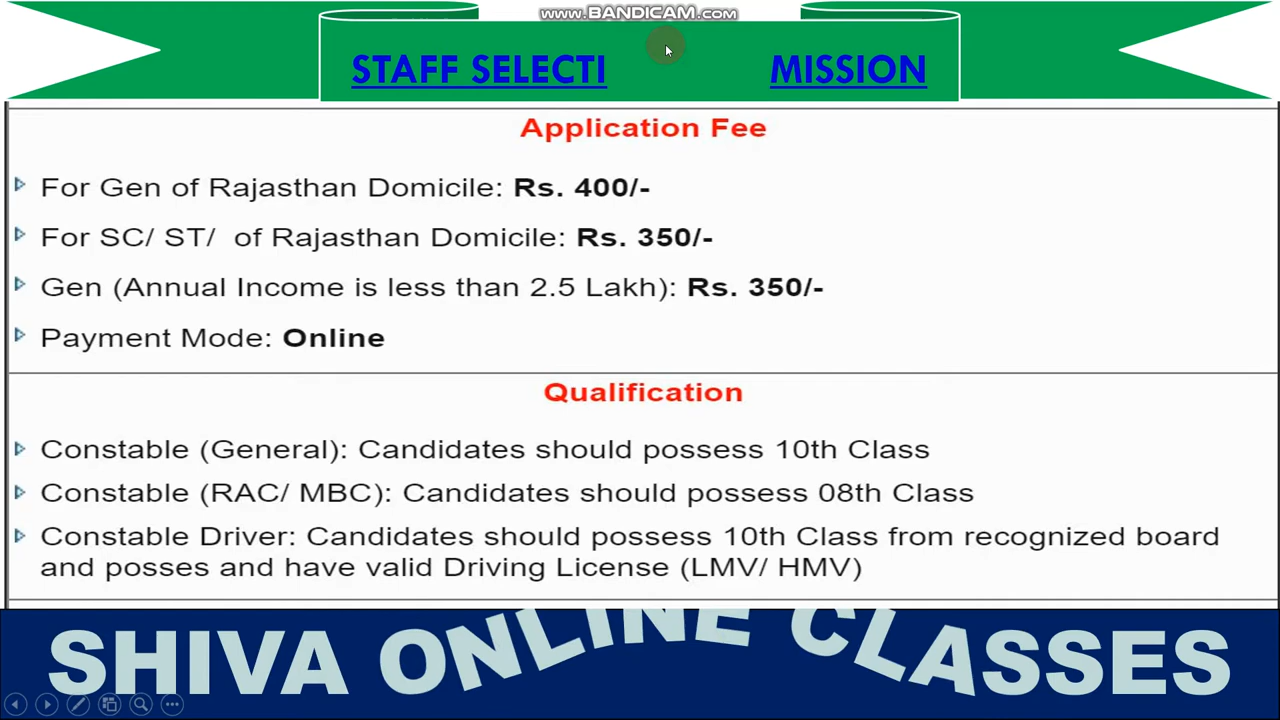 www.BANDICAM.com
STAFF SELECTI MISSION
Application Fee
For Gen of Rajasthan Domicile: Rs. 400/-
For SC/ ST/ of Rajasthan Domicile: Rs. 350/-
Gen (Annual Income is less than 2.5 Lakh): Rs. 350/-
Payment Mode: Online
Qualification
Constable (General): Candidates should possess 10th Class
Constable (RAC/ MBC): Candidates should possess 08th Class
Constable Driver: Candidates should possess 10th Class from recognized board
and posses and have valid Driving License (LMV/ HMV)
SHIVA ONLINE CLASSES